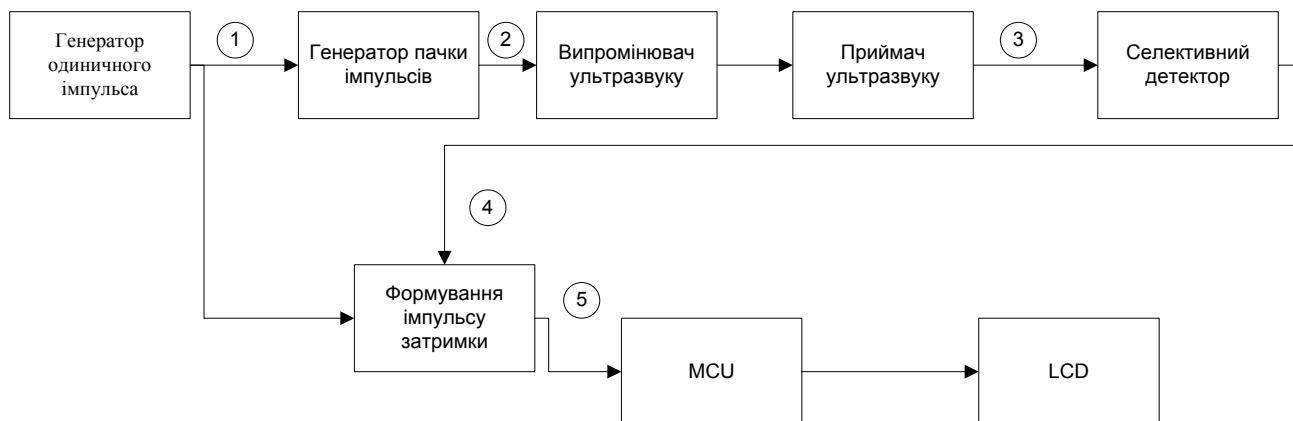 Генератор
одиничного
імпульса
1
Генератор пачки
імпульсів
2
Випромінювач
ультразвуку
Приймач
ультразвуку
3
Селективний
детектор
4
Формування
імпульсу
затримки
5
MCU
LCD